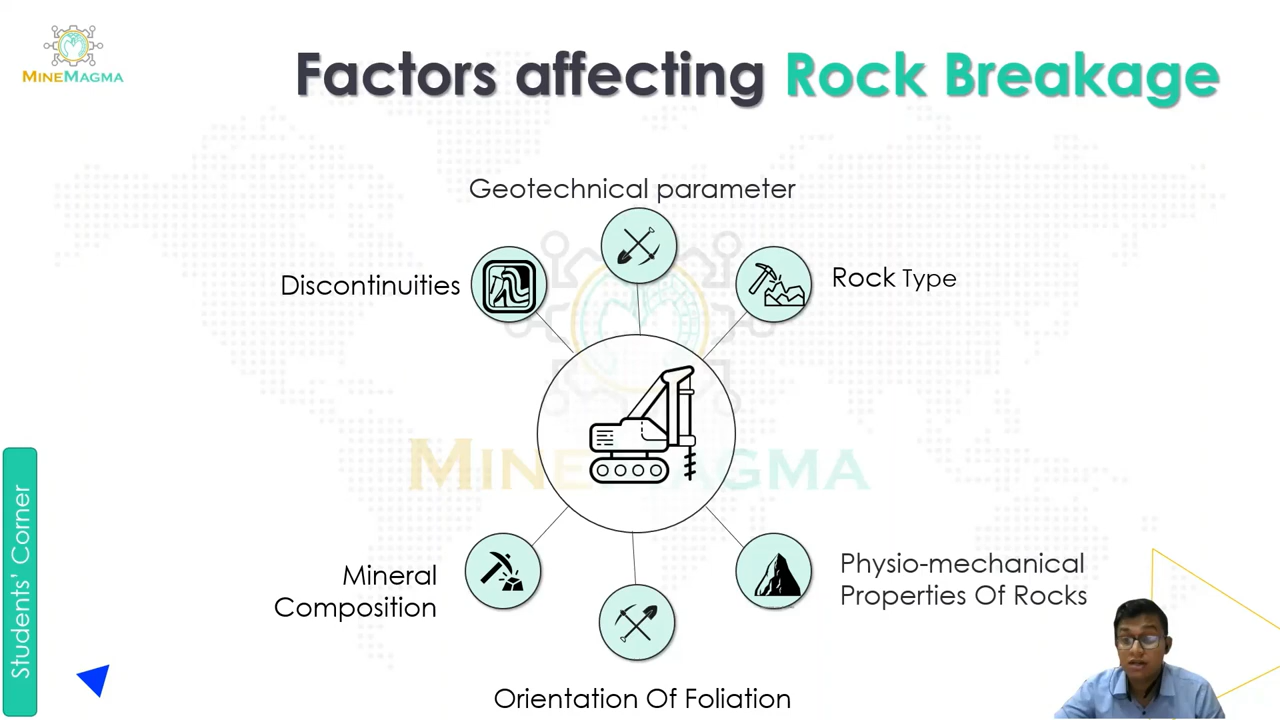 MINEMAGMA
Factors affecting Rock Breakage
Geotechnical parameter
Discontinuities
Rock Type
MINEMAGMA
Mineral
Composition
Physio-mechanical
Properties Of Rocks
Orientation Of Foliation
Students' Corner